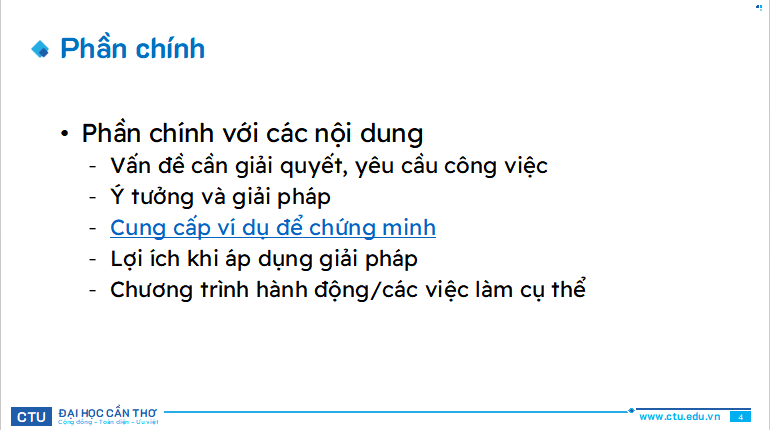 Phần chính
• Phần chính với các nội dung
- Vấn đề cần giải quyết, yêu cầu công việc
- Ý tưởng và giải pháp
- Cung cấp ví dụ để chứng minh
- Lợi ích khi áp dụng giải pháp
- Chương trình hành động/các việc làm cụ thể
CTU
ĐẠI HỌC CẦN THƠ
Cộng đồng – Toàn diện – Ưu việt
www.ctu.edu.vn
4